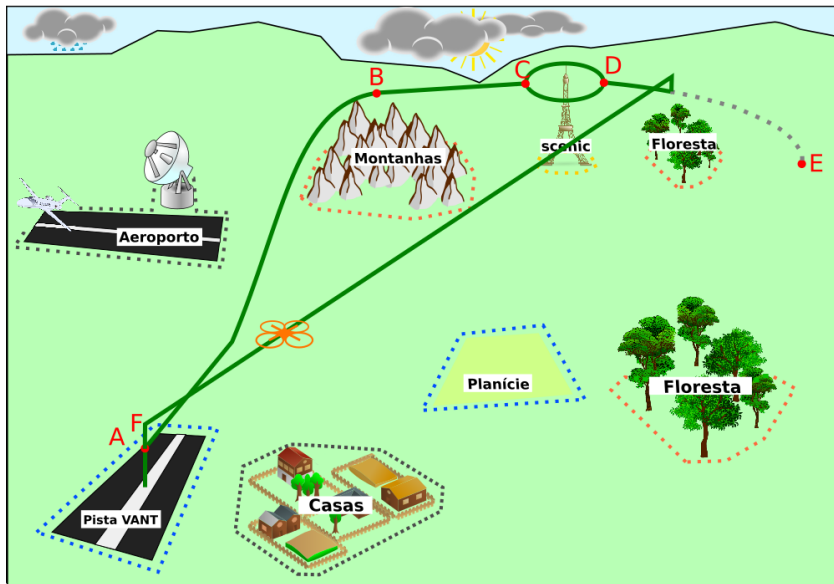 B
C
D
scenic
Floresta
Montanhas
E
Aeroporto
Planície
Floresta
F
A
Casas
Pista VANT